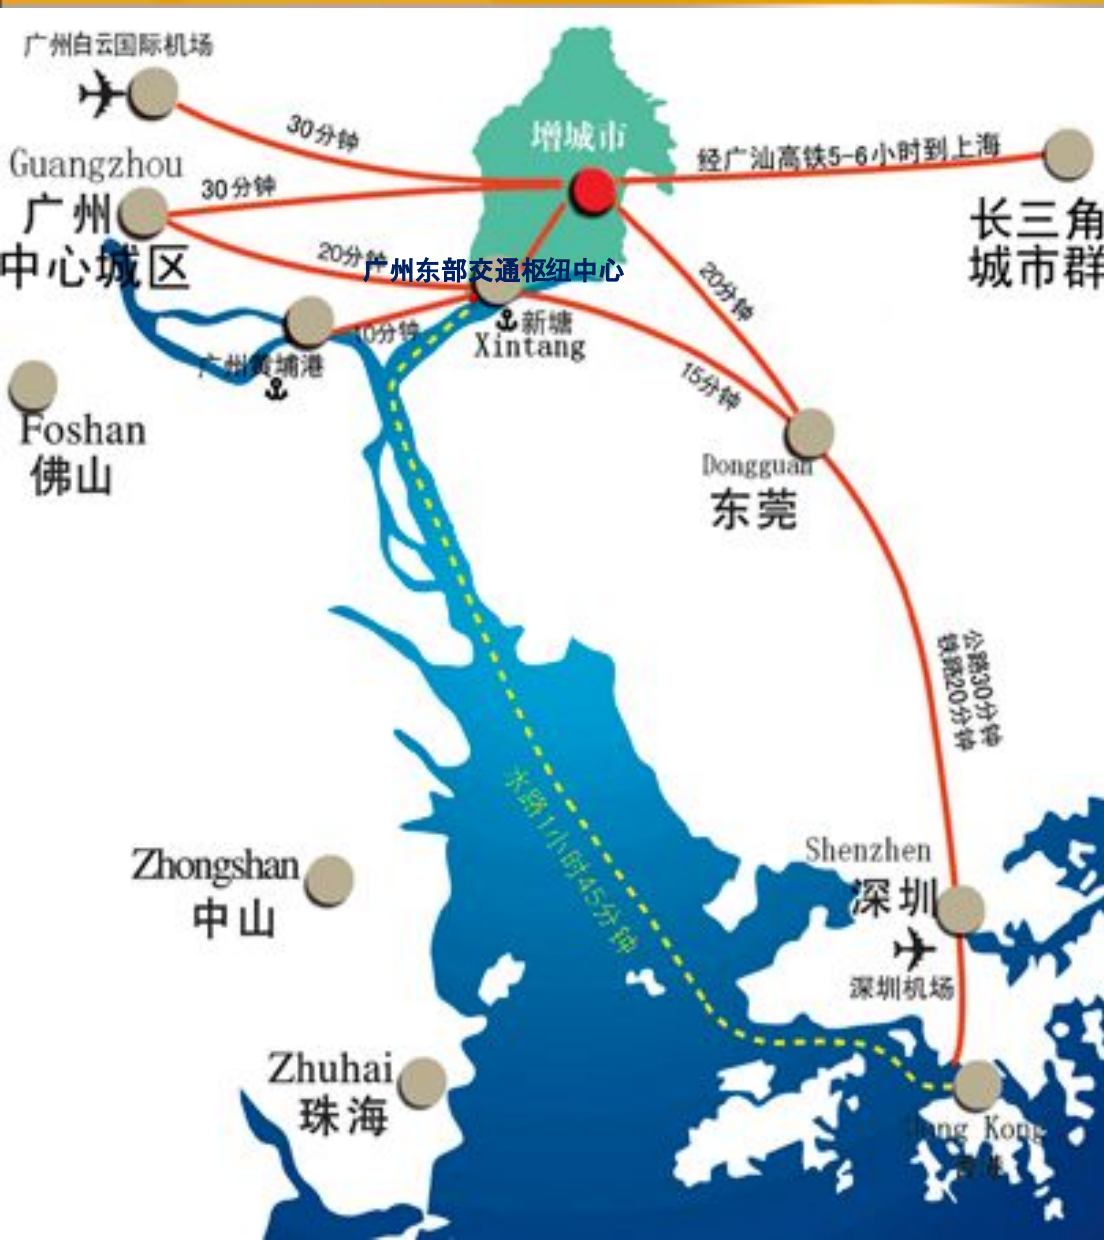 广州白云国际机场
30分钟
增城市
经广汕高铁5-6小时到上海
Guangzhou
广州
中心城区
30分钟
长三角
城市群
20分钟
广州东部交通枢纽中心
20分钟
10分钟
新塘
Xintang
广州黄埔港
15分钟
Foshan
佛山
Dongguan
东莞
公路30分钟
铁路20分钟
水路1小时45分钟
Zhongshan
中山
Shenzhen
深圳
深圳机场
Zhuhai
珠海
Hong Kong
香港